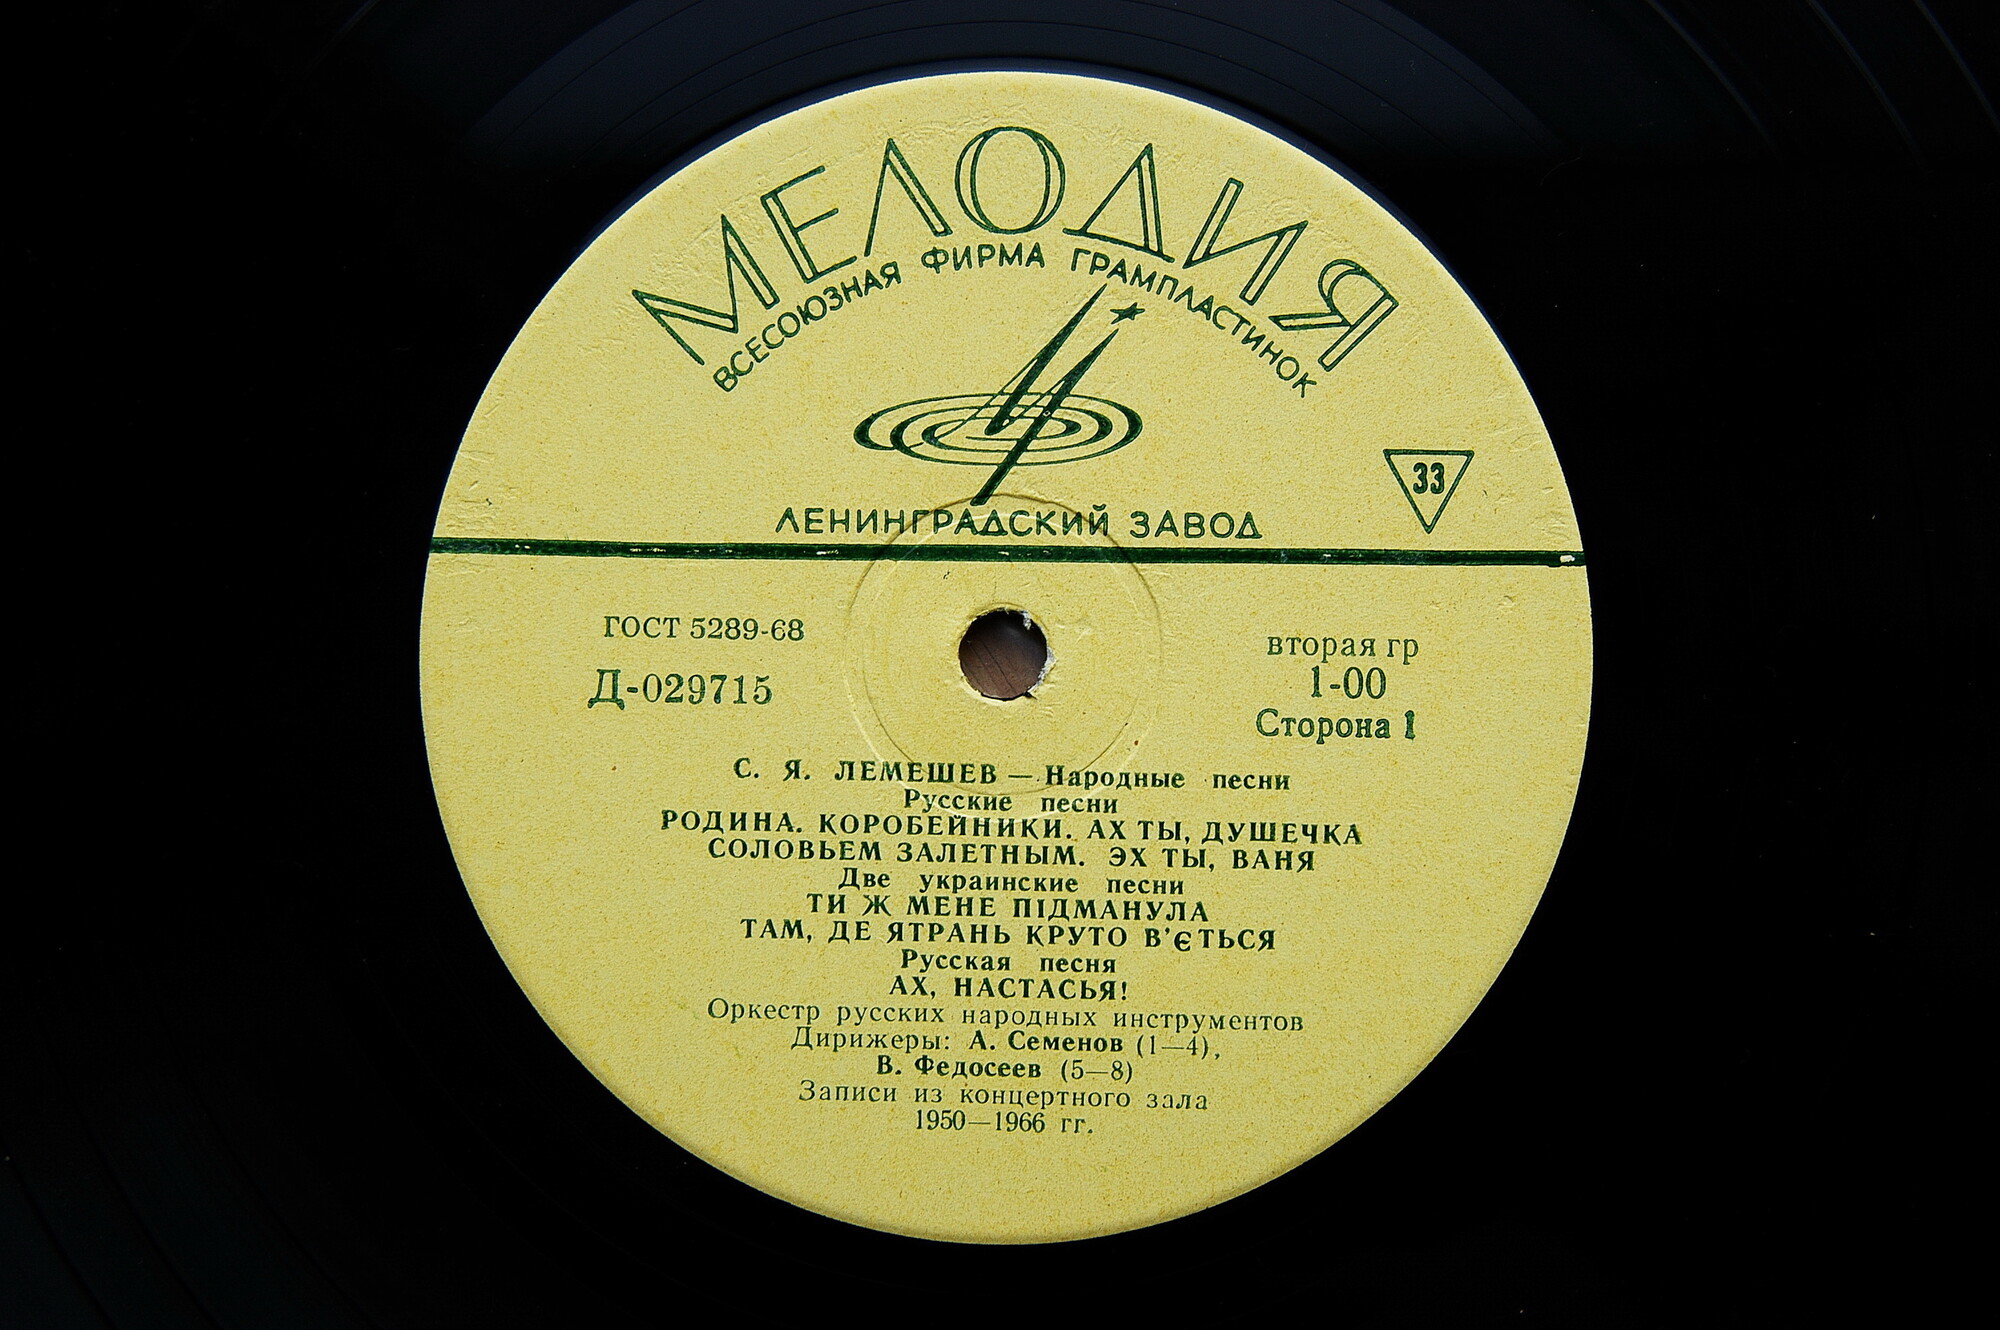 МЕЛОДИЯ
ВСЕСОЮЗНАЯ ФИРМА ГРАМПЛАСТИНОК
33
ЛЕНИНГРАДСКИЙ ЗАВОД
ГОСТ 5289-68
Д-029715
вторая гр
1-00
Сторона 1
С. Я. ЛЕМЕШЕВ — Народные песни
Русские песни
РОДИНА. КОРОБЕЙНИКИ. АХ ТЫ, ДУШЕЧКА
СОЛОВЬЕМ ЗАЛЕТНЫМ. ЭХ ТЫ, ВАНЯ
Две украинские песни
ТИ Ж МЕНЕ ПІДМАНУЛА
ТАМ, ДЕ ЯТРАНЬ КРУТО В'ЄТЬСЯ
Русская песня
АХ, НАСТАСЬЯ!
Оркестр русских народных инструментов
Дирижеры: А. Семенов (1—4),
В. Федосеев (5—8)
Записи из концертного зала
1950—1966 гг.